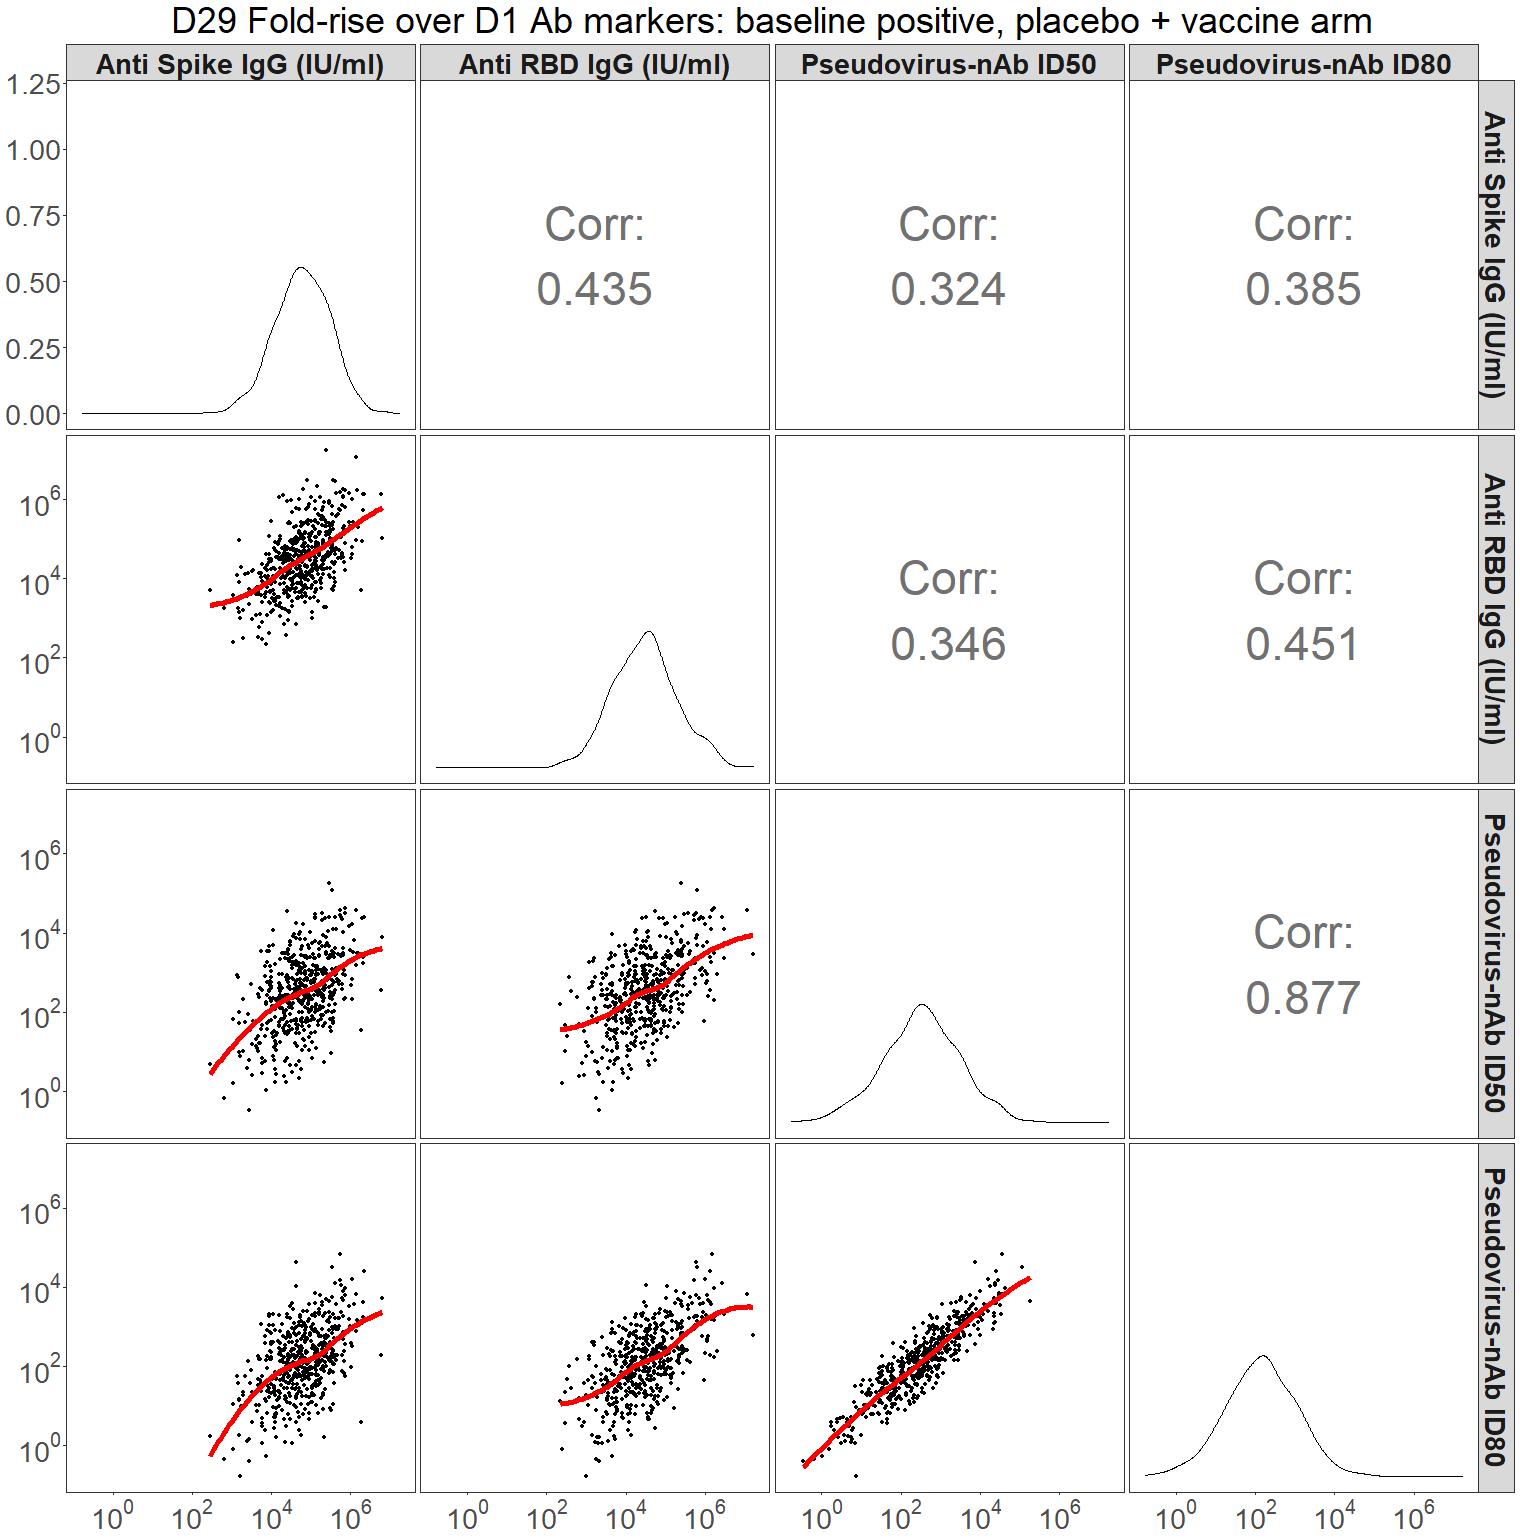 D29 Fold-rise over D1 Ab markers: baseline positive, placebo + vaccine arm
Anti Spike IgG (IU/ml)
Anti RBD IgG (IU/ml)
Pseudovirus-nAb ID50
Pseudovirus-nAb ID80
1.25
1.00
0.75
0.50
0.25
0.00
Corr:
0.435
Corr:
0.324
Corr:
0.385
Anti Spike IgG (IU/ml)
10^6
10^4
10^2
10^0
Corr:
0.346
Corr:
0.451
Anti RBD IgG (IU/ml)
10^6
10^4
10^2
10^0
Corr:
0.877
Pseudovirus-nAb ID50
10^6
10^4
10^2
10^0
Pseudovirus-nAb ID80
10^0 10^2 10^4 10^6
10^0 10^2 10^4 10^6
10^0 10^2 10^4 10^6
10^0 10^2 10^4 10^6